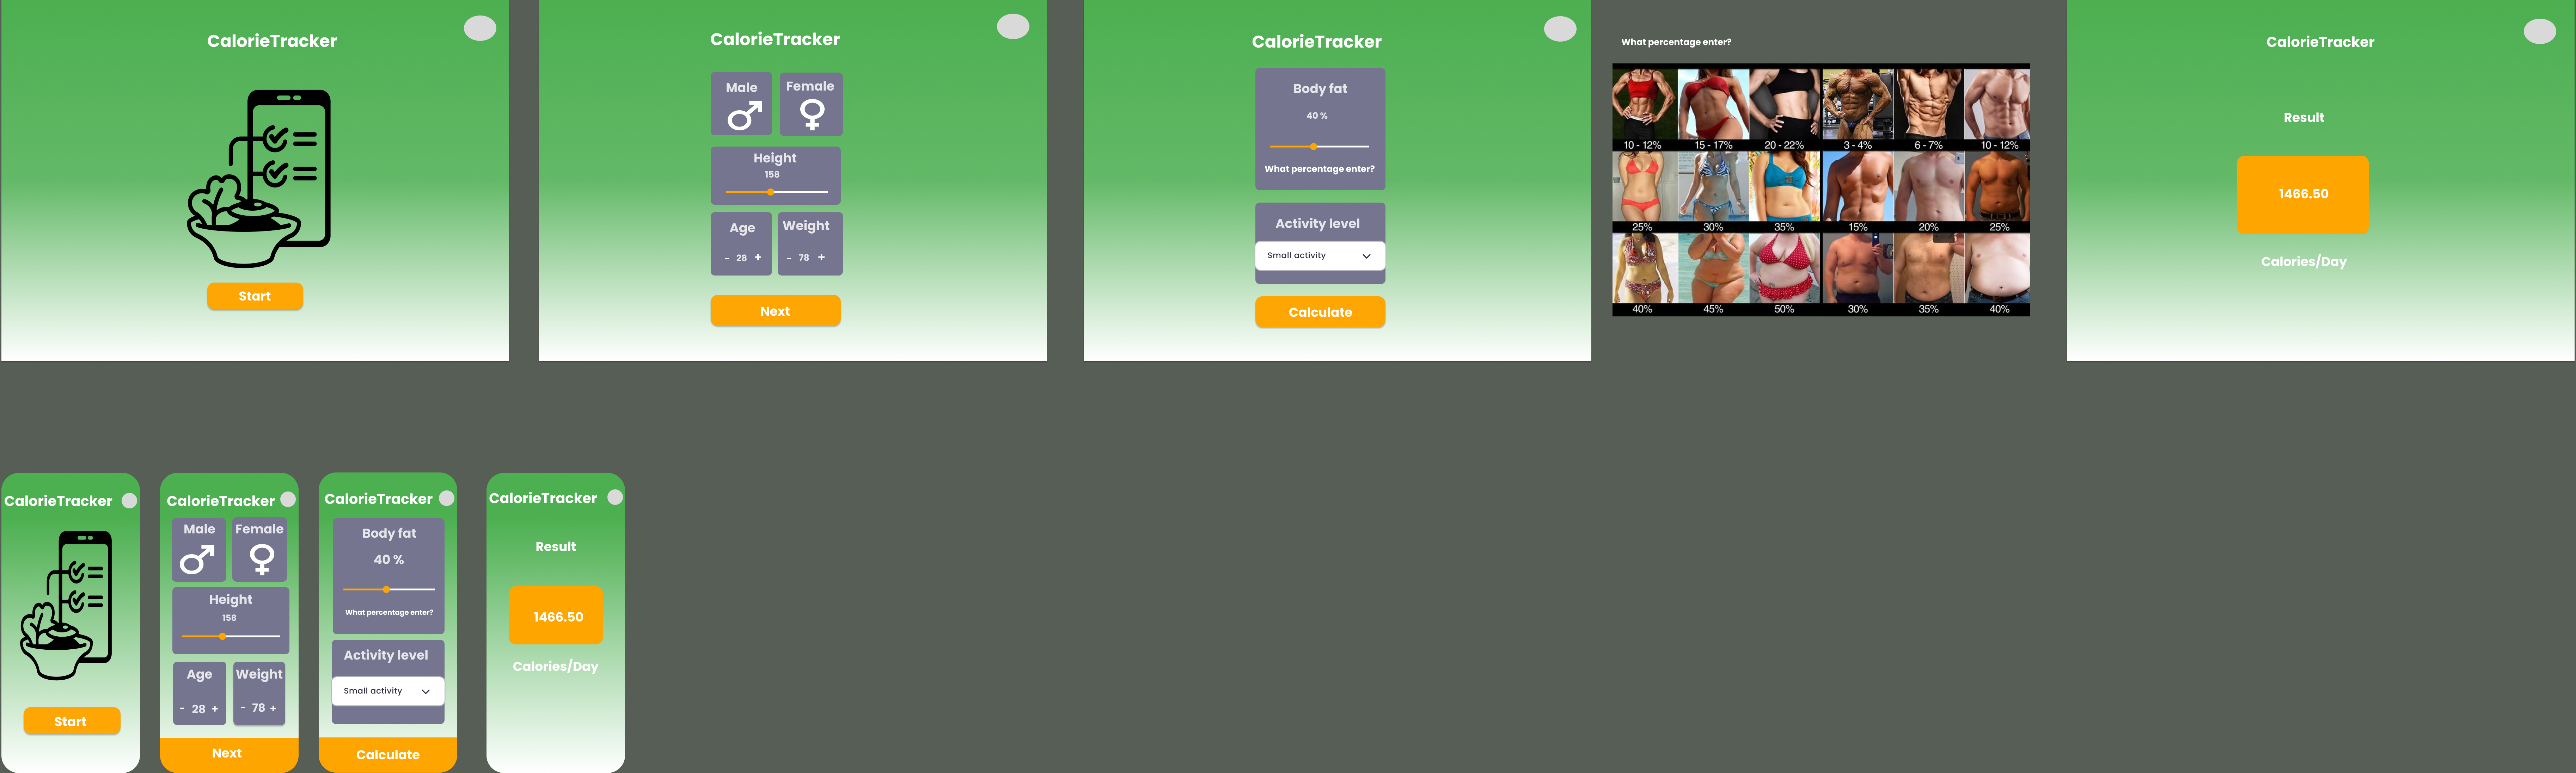 CalorieTracker
Start
CalorieTracker
Male
Female
Height
158
Age
- 28 +
Weight
- 78 +
Next
CalorieTracker
Body fat
40 %
What percentage enter?
Activity level
Small activity
Calculate
What percentage enter?
10 - 12% 15 - 17% 20 - 22% 3 - 4% 6 - 7% 10 - 12%
25% 30% 35% 15% 20% 25%
40% 45% 50% 30% 35% 40%
CalorieTracker
Result
1466.50
Calories/Day
CalorieTracker
Start
CalorieTracker
Male
Female
Height
158
Age
- 28 +
Weight
- 78 +
Next
CalorieTracker
Body fat
40 %
What percentage enter?
Activity level
Small activity
Calculate
CalorieTracker
Result
1466.50
Calories/Day